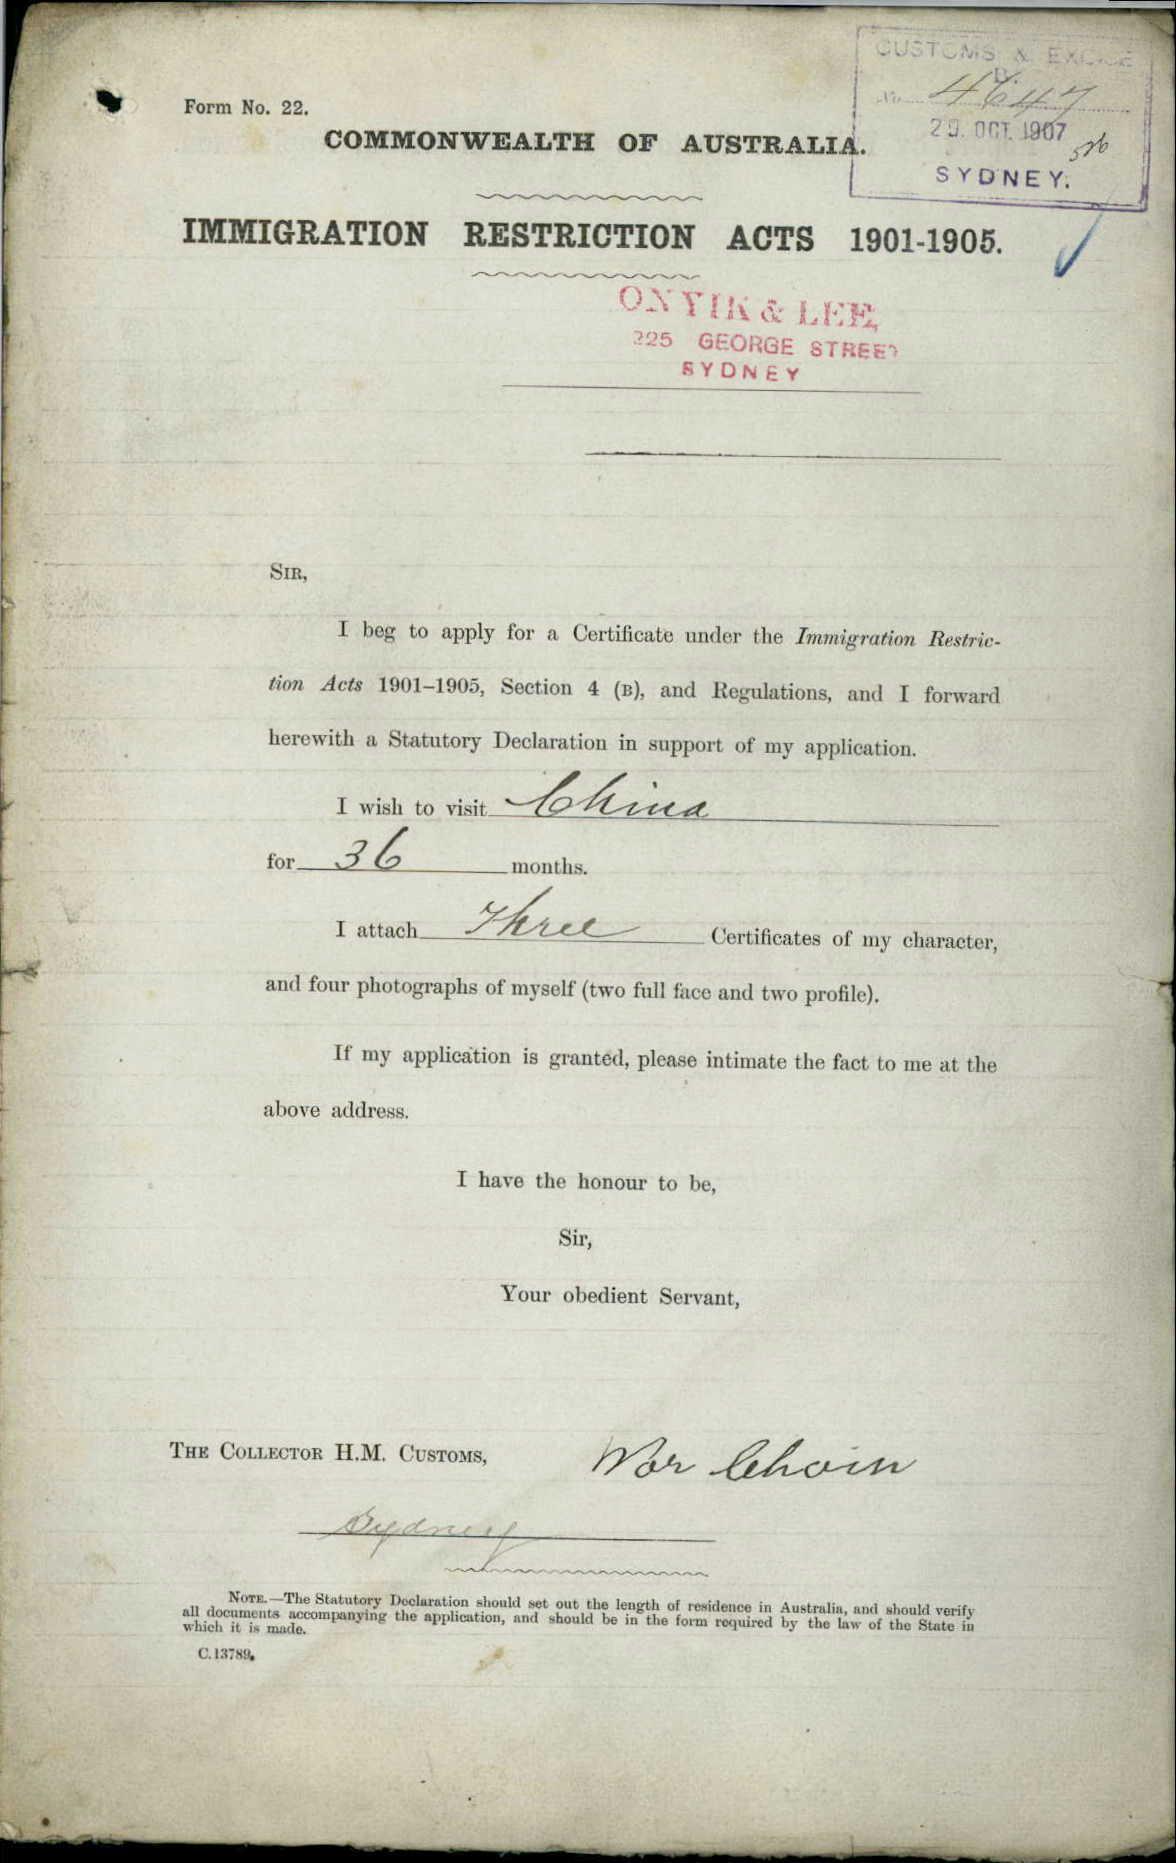 CUSTOMS & EXCISE
B
No. 4647
29. OCT. 1907
SYDNEY.
Form No. 22.
COMMONWEALTH OF AUSTRALIA.
IMMIGRATION RESTRICTION ACTS 1901-1905.
ON YIK & LEE,
225 GEORGE STREET
SYDNEY
SIR,
I beg to apply for a Certificate under the Immigration Restric-
tion Acts 1901–1905, Section 4 (B), and Regulations, and I forward
herewith a Statutory Declaration in support of my application.
I wish to visit China
for 36 months.
I attach Three Certificates of my character,
and four photographs of myself (two full face and two profile).
If my application is granted, please intimate the fact to me at the
above address.
I have the honour to be,
Sir,
Your obedient Servant,
THE COLLECTOR H.M. CUSTOMS, War Choin
Sydney
NOTE.—The Statutory Declaration should set out the length of residence in Australia, and should verify
all documents accompanying the application, and should be in the form required by the law of the State in
which it is made.
C.13789.